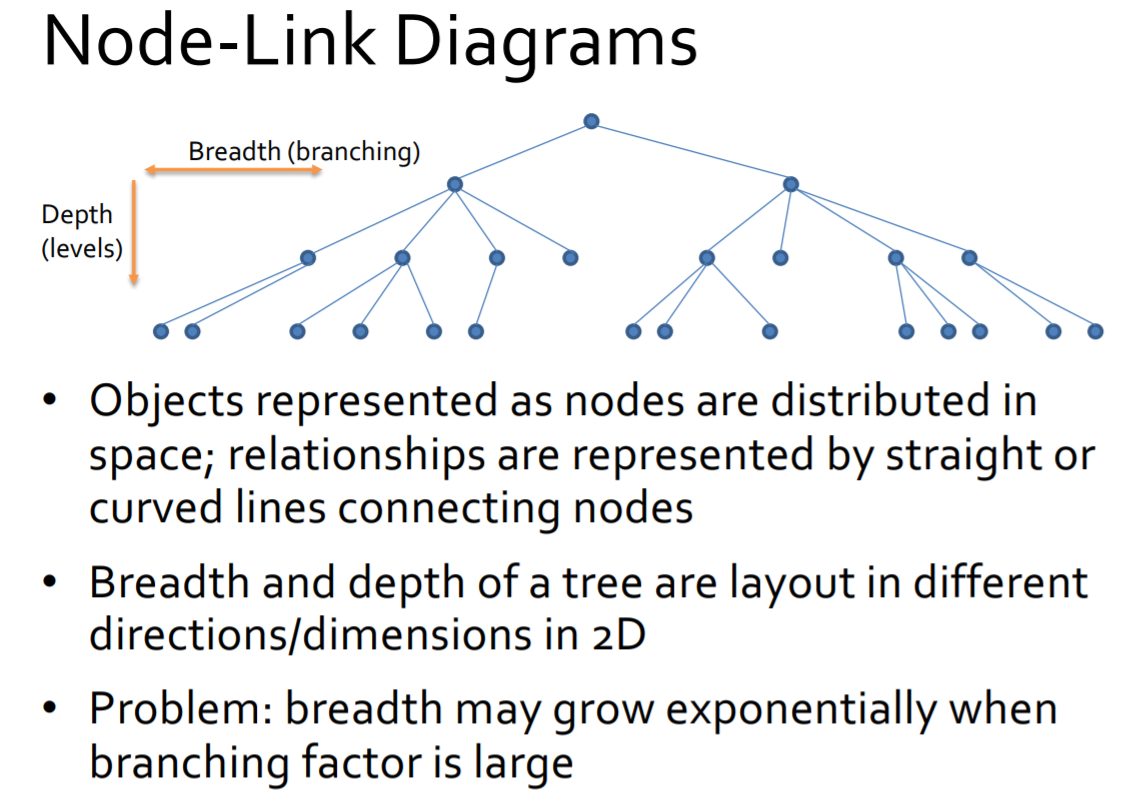 Node-Link Diagrams
Breadth (branching)
Depth
(levels)
• Objects represented as nodes are distributed in
space; relationships are represented by straight or
curved lines connecting nodes
• Breadth and depth of a tree are layout in different
directions/dimensions in 2D
• Problem: breadth may grow exponentially when
branching factor is large